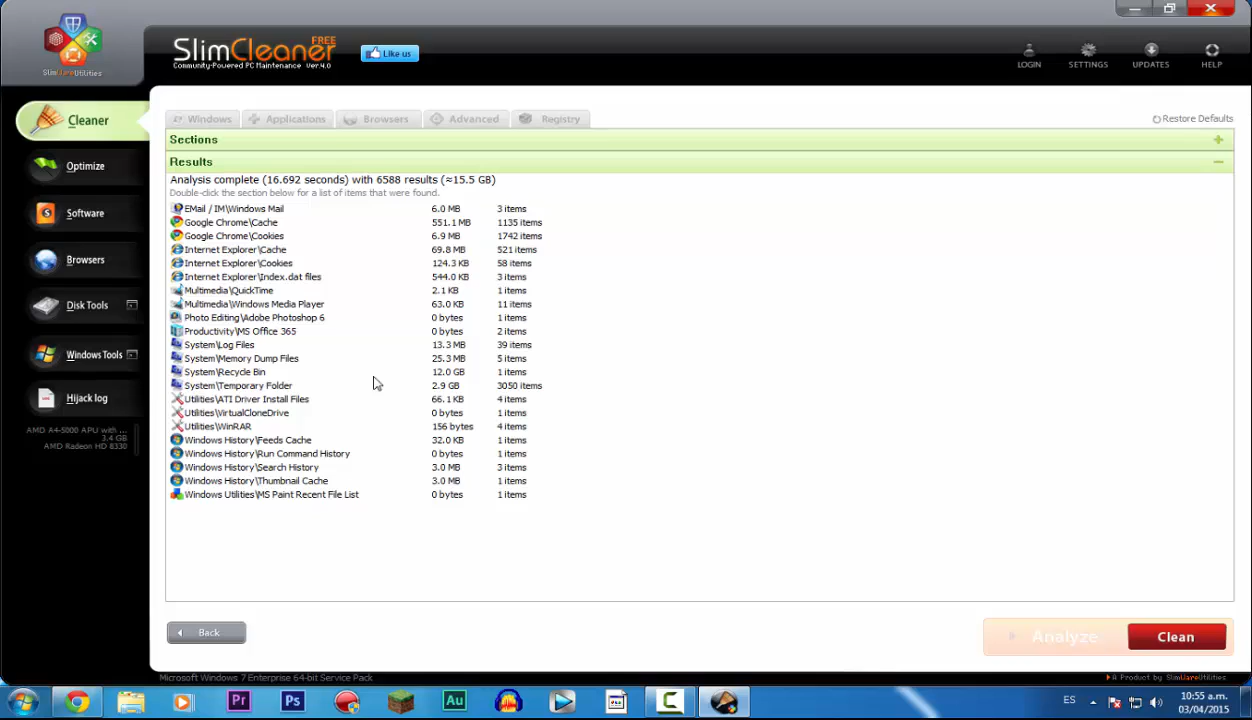 SlimCleaner FREE
Community-Powered PC Maintenance Ver 4.0
Like us
SlimWareUtilities
LOGIN
SETTINGS
UPDATES
HELP
Cleaner
Optimize
Software
Browsers
Disk Tools
Windows Tools
Hijack log
AMD A4-5000 APU with ...
3.4 GB
AMD Radeon HD 8330
Windows Applications Browsers Advanced Registry
Restore Defaults
Sections
Results
Analysis complete (16.692 seconds) with 6588 results (≈15.5 GB)
Double-click the section below for a list of items that were found.
EMail / IM\Windows Mail 6.0 MB 3 items
Google Chrome\Cache 551.1 MB 1135 items
Google Chrome\Cookies 6.9 MB 1742 items
Internet Explorer\Cache 69.8 MB 521 items
Internet Explorer\Cookies 124.3 KB 58 items
Internet Explorer\Index.dat files 544.0 KB 3 items
Multimedia\QuickTime 2.1 KB 1 items
Multimedia\Windows Media Player 63.0 KB 11 items
Photo Editing\Adobe Photoshop 6 0 bytes 1 items
Productivity\MS Office 365 0 bytes 2 items
System\Log Files 13.3 MB 39 items
System\Memory Dump Files 25.3 MB 5 items
System\Recycle Bin 12.0 GB 1 items
System\Temporary Folder 2.9 GB 3050 items
Utilities\ATI Driver Install Files 66.1 KB 4 items
Utilities\VirtualCloneDrive 0 bytes 1 items
Utilities\WinRAR 156 bytes 4 items
Windows History\Feeds Cache 32.0 KB 1 items
Windows History\Run Command History 0 bytes 1 items
Windows History\Search History 3.0 MB 3 items
Windows History\Thumbnail Cache 3.0 MB 1 items
Windows Utilities\MS Paint Recent File List 0 bytes 1 items
Back
Analyze
Clean
Microsoft Windows 7 Enterprise 64-bit Service Pack
A Product by SlimWareUtilities
Pr
Ps
Au
ES
10:55 a.m.
03/04/2015